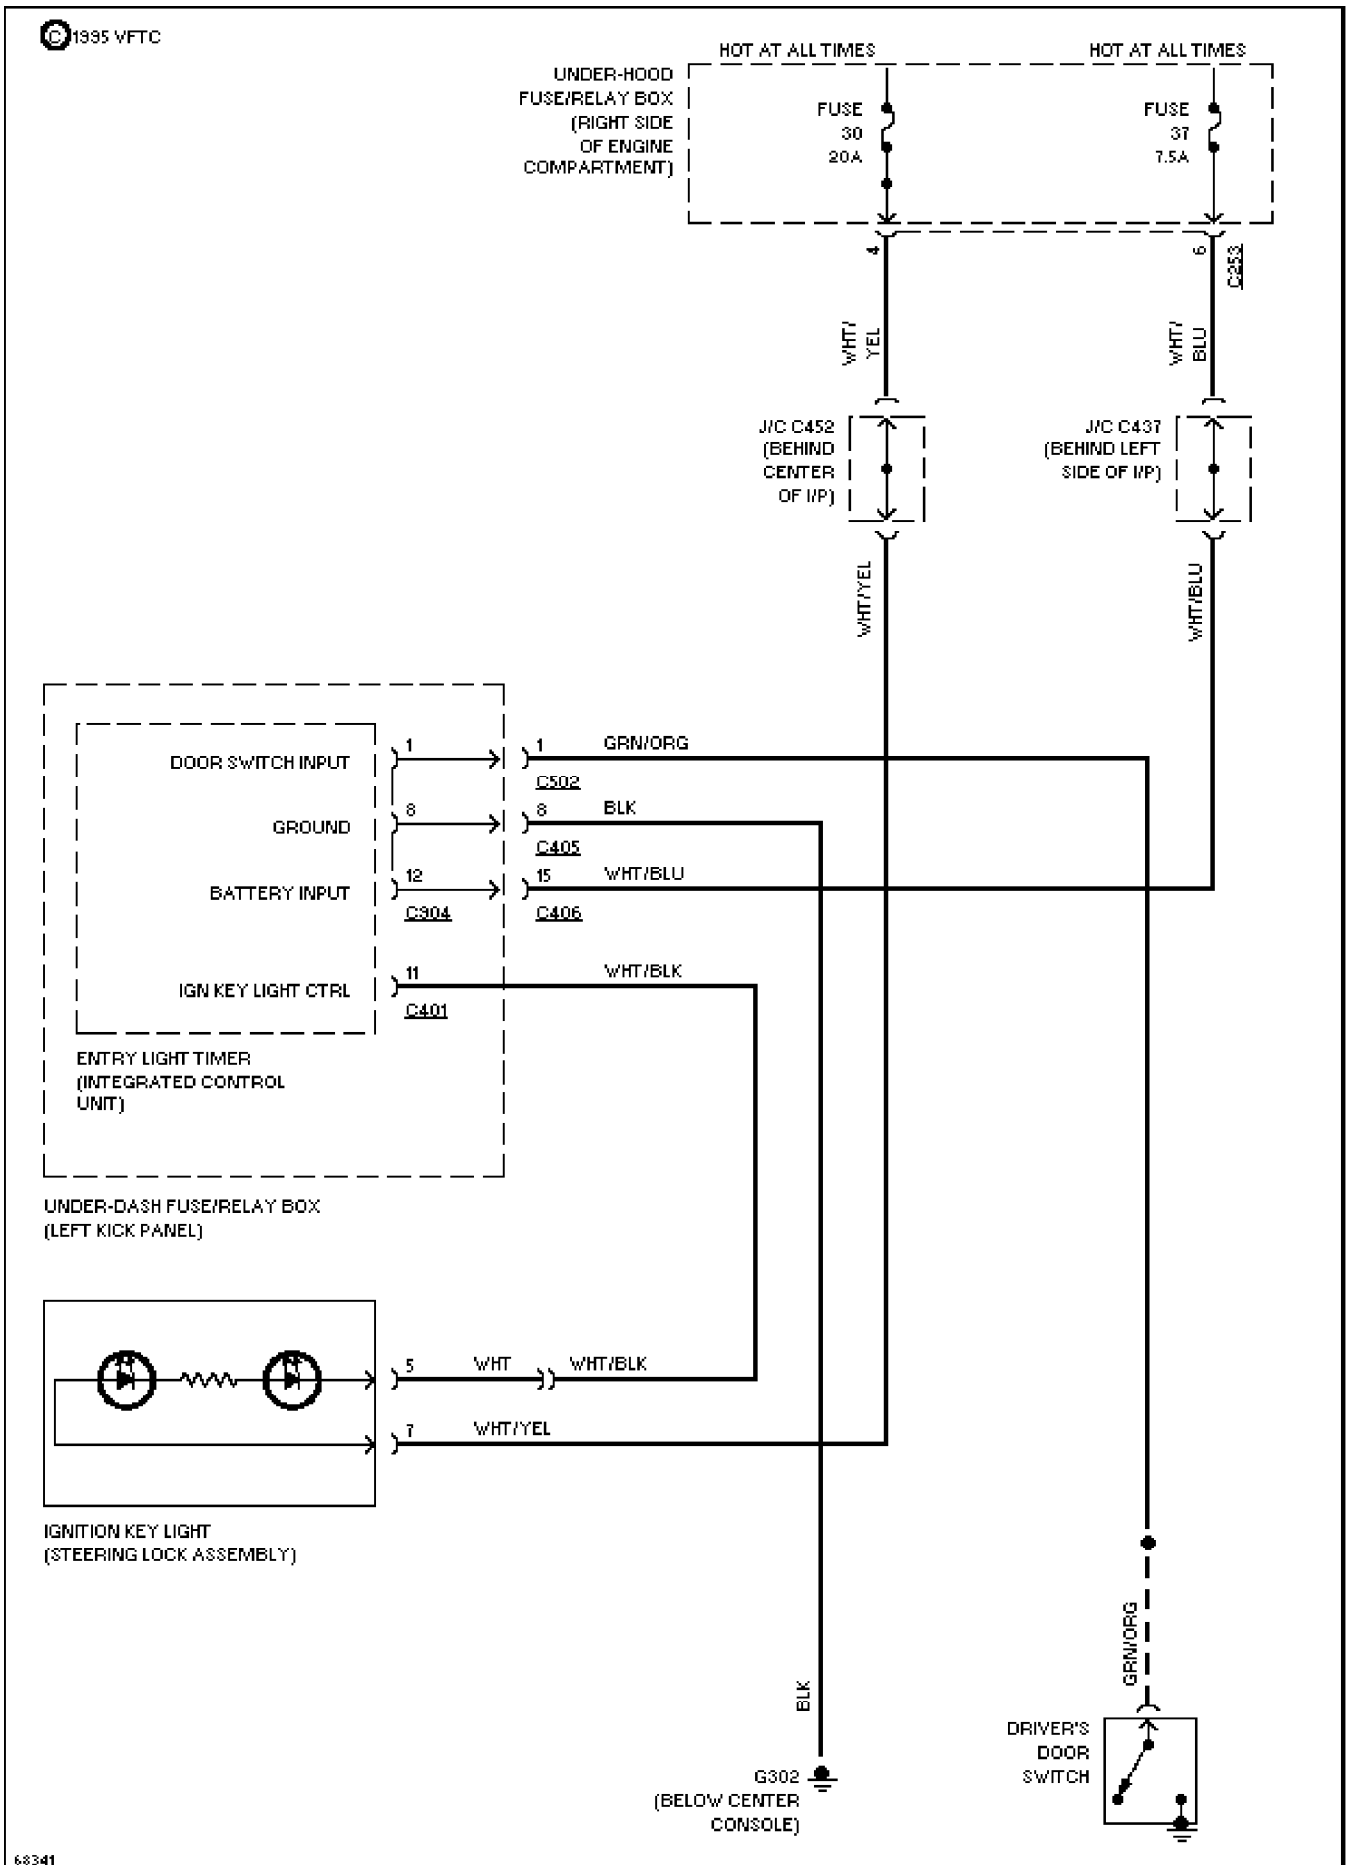 © 1995 VFTC
HOT AT ALL TIMES
HOT AT ALL TIMES
UNDER-HOOD
FUSE/RELAY BOX
(RIGHT SIDE
OF ENGINE
COMPARTMENT)
FUSE
30
20A
FUSE
37
7.5A
4
6
C253
WHT/
YEL
WHT/
BLU
J/C C452
(BEHIND
CENTER
OF I/P)
J/C C437
(BEHIND LEFT
SIDE OF I/P)
WHT/YEL
WHT/BLU
DOOR SWITCH INPUT
1
1
GRN/ORG
C502
GROUND
8
8
BLK
C405
BATTERY INPUT
12
15
WHT/BLU
C904
C406
IGN KEY LIGHT CTRL
11
WHT/BLK
C401
ENTRY LIGHT TIMER
(INTEGRATED CONTROL
UNIT)
UNDER-DASH FUSE/RELAY BOX
(LEFT KICK PANEL)
5
WHT
WHT/BLK
7
WHT/YEL
IGNITION KEY LIGHT
(STEERING LOCK ASSEMBLY)
GRN/ORG
BLK
DRIVER'S
DOOR
SWITCH
G302
(BELOW CENTER
CONSOLE)
68341